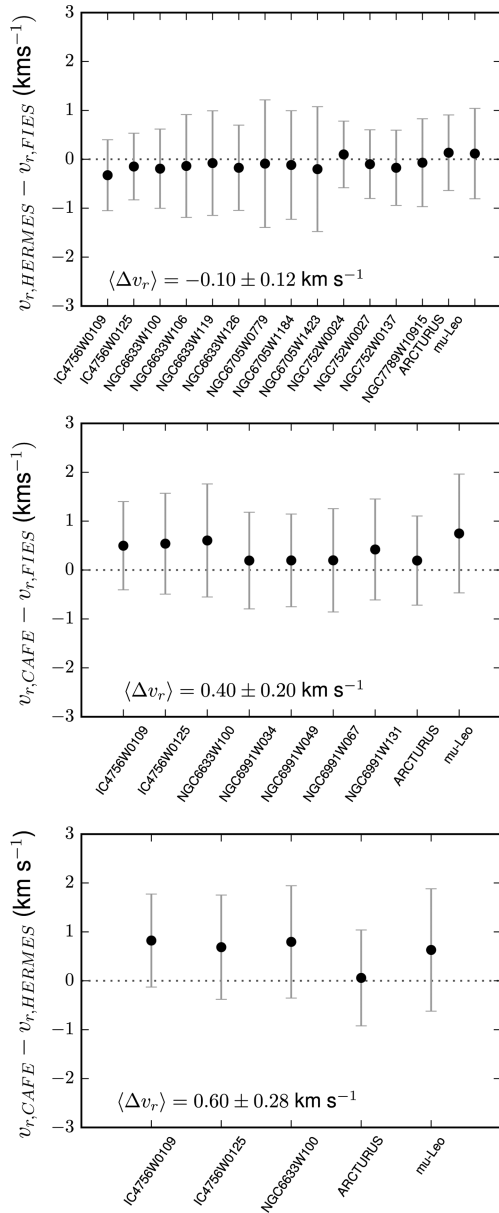 3
2
1
0
−1
−2
−3
v_{r,HERMES} − v_{r,FIES} (kms⁻¹)
⟨Δv_r⟩ = −0.10 ± 0.12 km s⁻¹
IC4756W0109
IC4756W0125
NGC6633W100
NGC6633W106
NGC6633W119
NGC6633W126
NGC6705W0779
NGC6705W1184
NGC6705W1423
NGC752W0024
NGC752W0027
NGC752W0137
NGC7789W10915
ARCTURUS
mu-Leo
3
2
1
0
−1
−2
−3
v_{r,CAFE} − v_{r,FIES} (kms⁻¹)
⟨Δv_r⟩ = 0.40 ± 0.20 km s⁻¹
IC4756W0109
IC4756W0125
NGC6633W100
NGC6991W034
NGC6991W049
NGC6991W067
NGC6991W131
ARCTURUS
mu-Leo
3
2
1
0
−1
−2
−3
v_{r,CAFE} − v_{r,HERMES} (km s⁻¹)
⟨Δv_r⟩ = 0.60 ± 0.28 km s⁻¹
IC4756W0109
IC4756W0125
NGC6633W100
ARCTURUS
mu-Leo